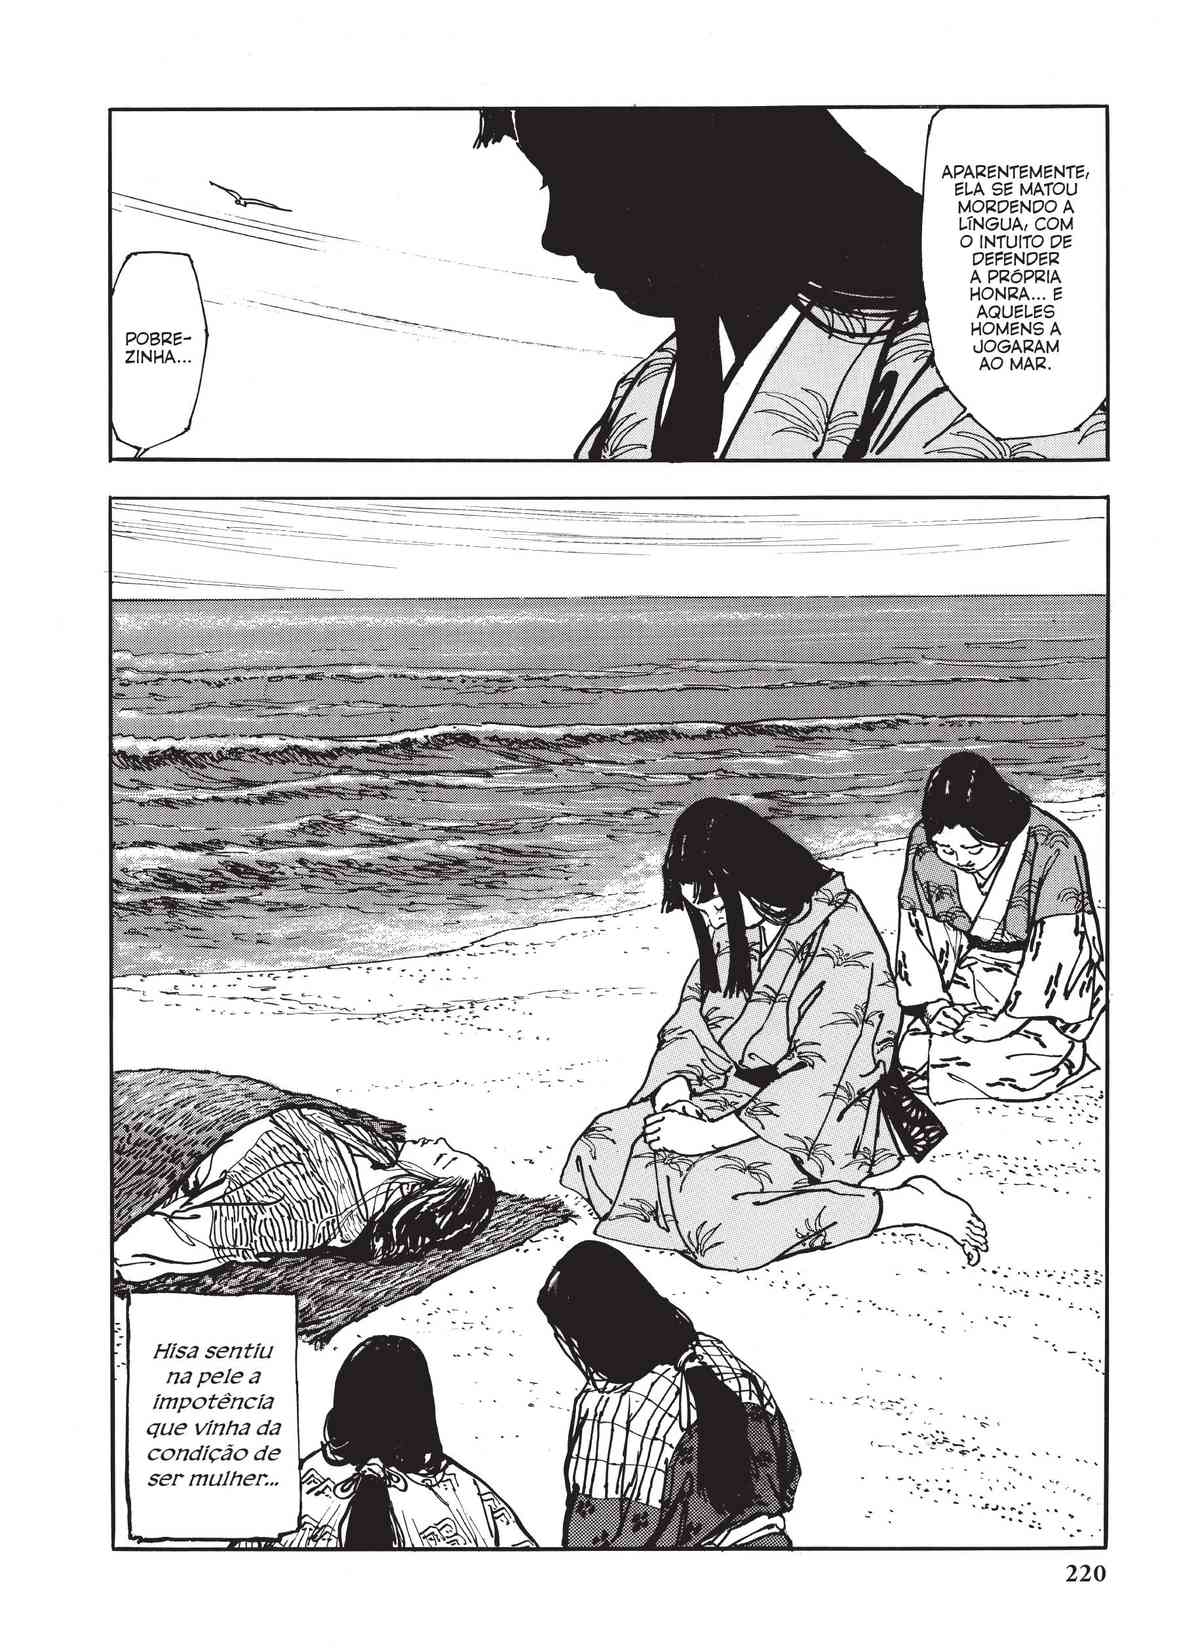 APARENTEMENTE,
ELA SE MATOU
MORDENDO A
LÍNGUA, COM
O INTUITO DE
DEFENDER
A PRÓPRIA
HONRA... E
AQUELES
HOMENS A
JOGARAM
AO MAR.
POBRE-
ZINHA...
Hisa sentiu
na pele a
impotência
que vinha da
condição de
ser mulher...
220